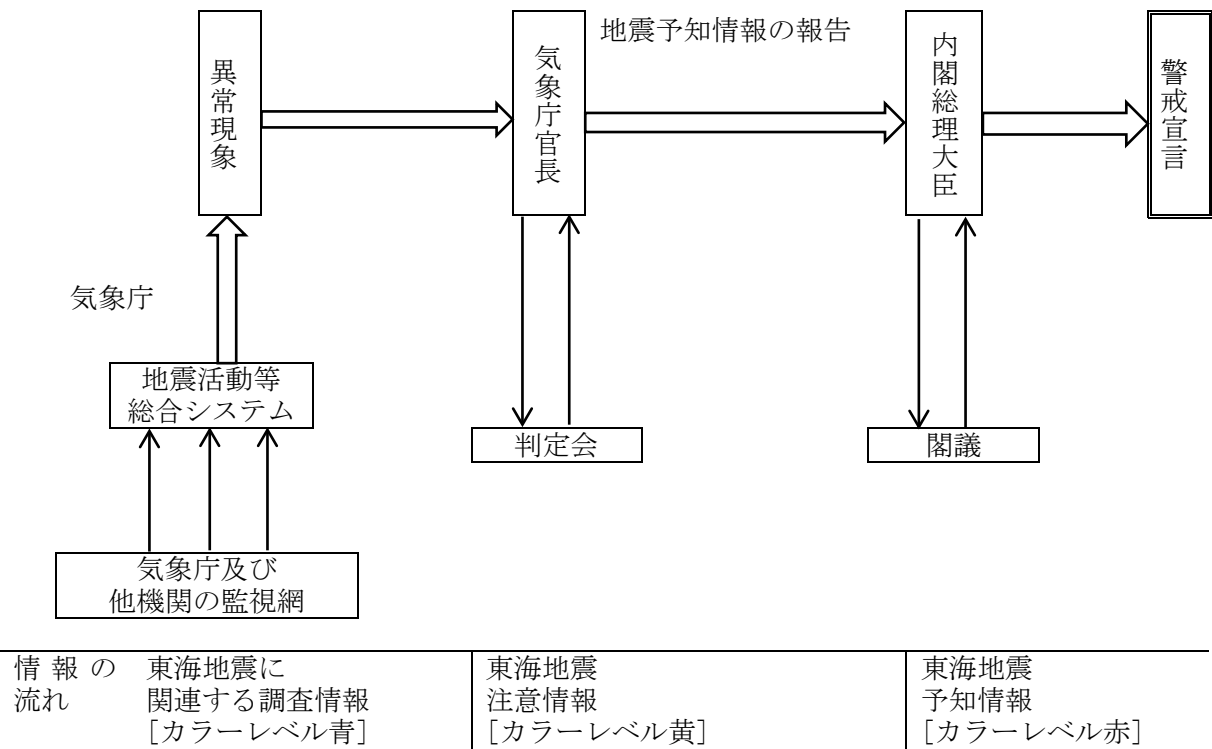 地震予知情報の報告
異常現象
気象庁官長
内閣総理大臣
警戒宣言
気象庁
地震活動等
総合システム
判定会
閣議
気象庁及び
他機関の監視網
情報の
流れ
東海地震に
関連する調査情報
[カラーレベル青]
東海地震
注意情報
[カラーレベル黄]
東海地震
予知情報
[カラーレベル赤]